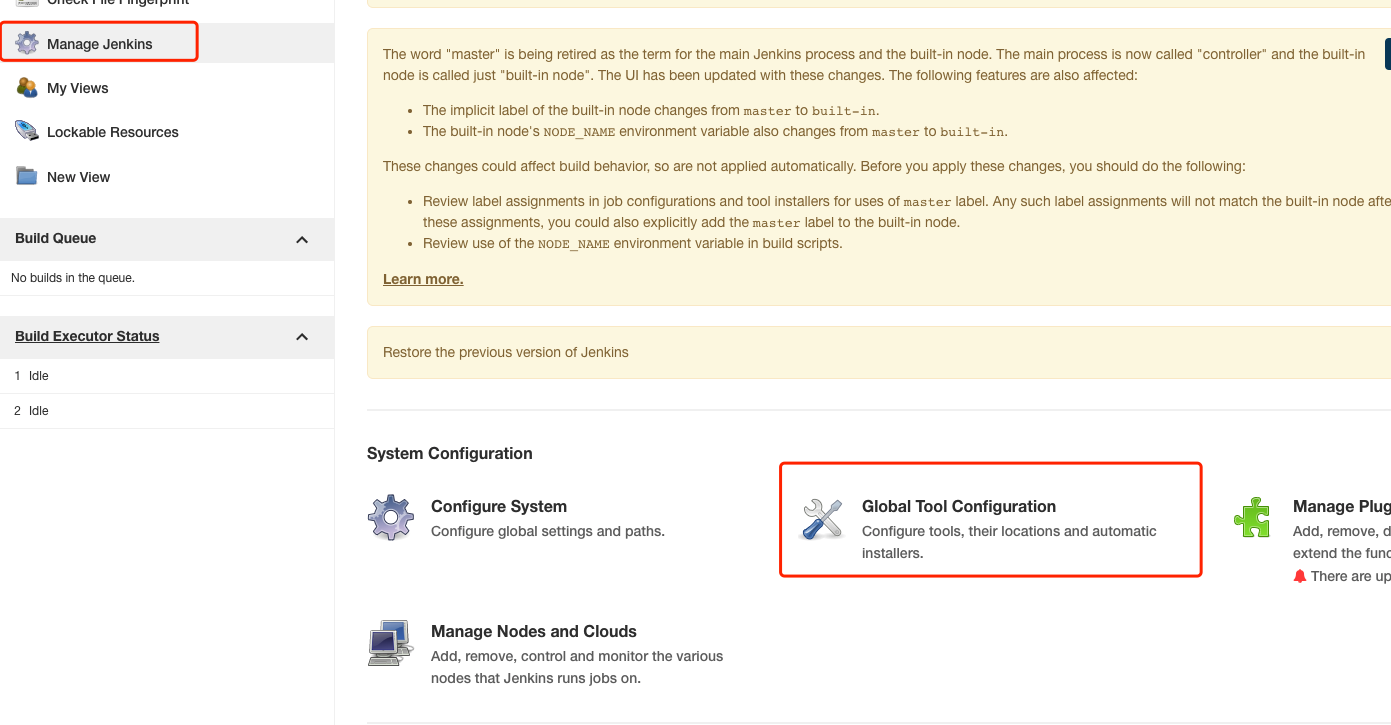 Check File Fingerprint
Manage Jenkins
My Views
Lockable Resources
New View
Build Queue
No builds in the queue.
Build Executor Status
1 Idle
2 Idle
The word "master" is being retired as the term for the main Jenkins process and the built-in node. The main process is now called "controller" and the built-in
node is called just "built-in node". The UI has been updated with these changes. The following features are also affected:
• The implicit label of the built-in node changes from master to built-in.
• The built-in node's NODE_NAME environment variable also changes from master to built-in.
These changes could affect build behavior, so are not applied automatically. Before you apply these changes, you should do the following:
• Review label assignments in job configurations and tool installers for uses of master label. Any such label assignments will not match the built-in node afte
these assignments, you could also explicitly add the master label to the built-in node.
• Review use of the NODE_NAME environment variable in build scripts.
Learn more.
Restore the previous version of Jenkins
System Configuration
Configure System
Configure global settings and paths.
Global Tool Configuration
Configure tools, their locations and automatic
installers.
Manage Plug
Add, remove, d
extend the func
There are up
Manage Nodes and Clouds
Add, remove, control and monitor the various
nodes that Jenkins runs jobs on.